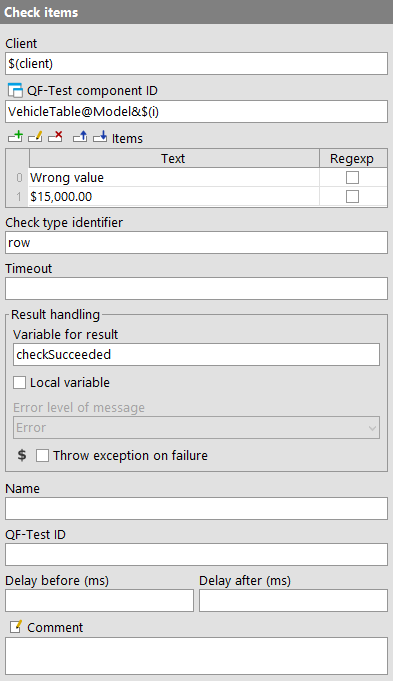 Check items
Client
$(client)
QF-Test component ID
VehicleTable@Model&$(i)
Items
Text Regexp
0 Wrong value
1 $15,000.00
Check type identifier
row
Timeout
Result handling
Variable for result
checkSucceeded
Local variable
Error level of message
Error
$ Throw exception on failure
Name
QF-Test ID
Delay before (ms) Delay after (ms)
Comment